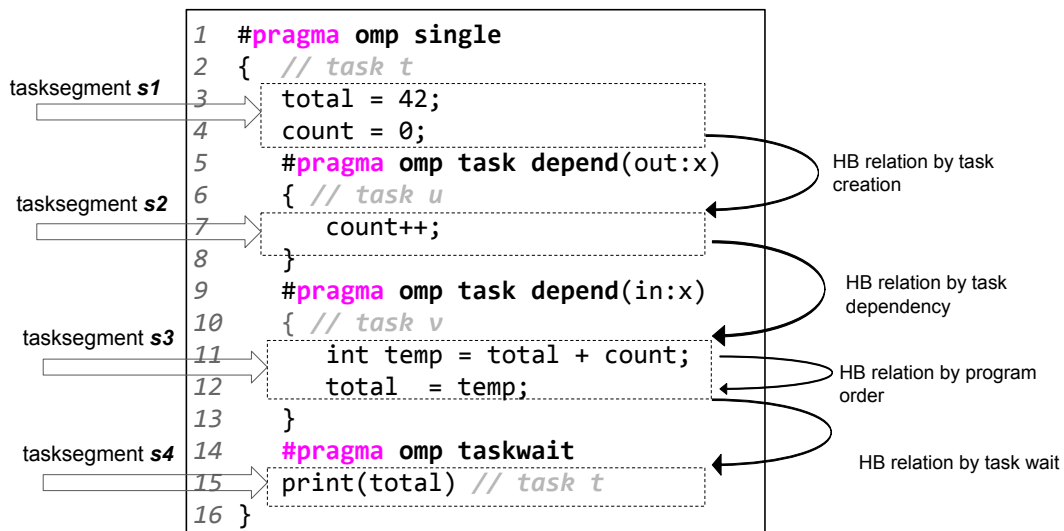 1 #pragma omp single
2 { // task t
tasksegment s1
3 total = 42;
4 count = 0;
5 #pragma omp task depend(out:x)
HB relation by task
creation
6 { // task u
tasksegment s2
7 count++;
8 }
9 #pragma omp task depend(in:x)
HB relation by task
dependency
10 { // task v
tasksegment s3
11 int temp = total + count;
12 total = temp;
HB relation by program
order
13 }
14 #pragma omp taskwait
tasksegment s4
HB relation by task wait
15 print(total) // task t
16 }